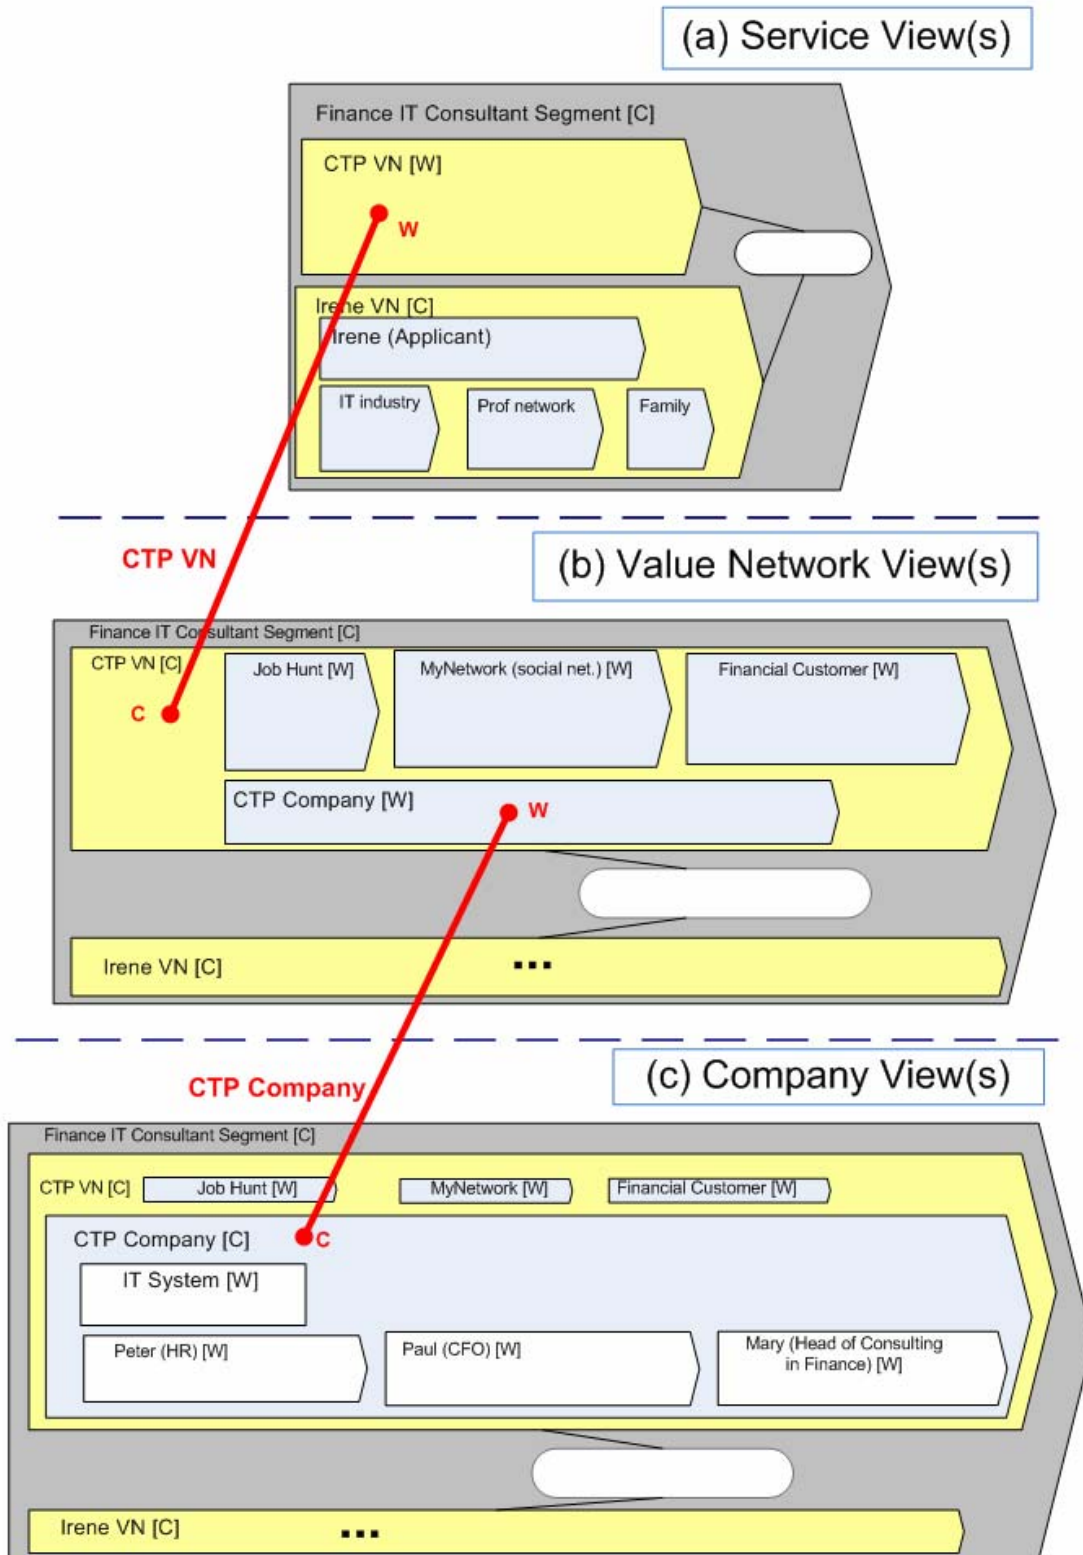 (a) Service View(s)
Finance IT Consultant Segment [C]
CTP VN [W]
W
Irene VN [C]
Irene (Applicant)
IT industry
Prof network
Family
CTP VN
(b) Value Network View(s)
Finance IT Consultant Segment [C]
CTP VN [C]
Job Hunt [W]
MyNetwork (social net.) [W]
Financial Customer [W]
C
CTP Company [W]
W
Irene VN [C]
...
CTP Company
(c) Company View(s)
Finance IT Consultant Segment [C]
CTP VN [C]
Job Hunt [W]
MyNetwork [W]
Financial Customer [W]
CTP Company [C]
C
IT System [W]
Peter (HR) [W]
Paul (CFO) [W]
Mary (Head of Consulting
in Finance) [W]
Irene VN [C]
...